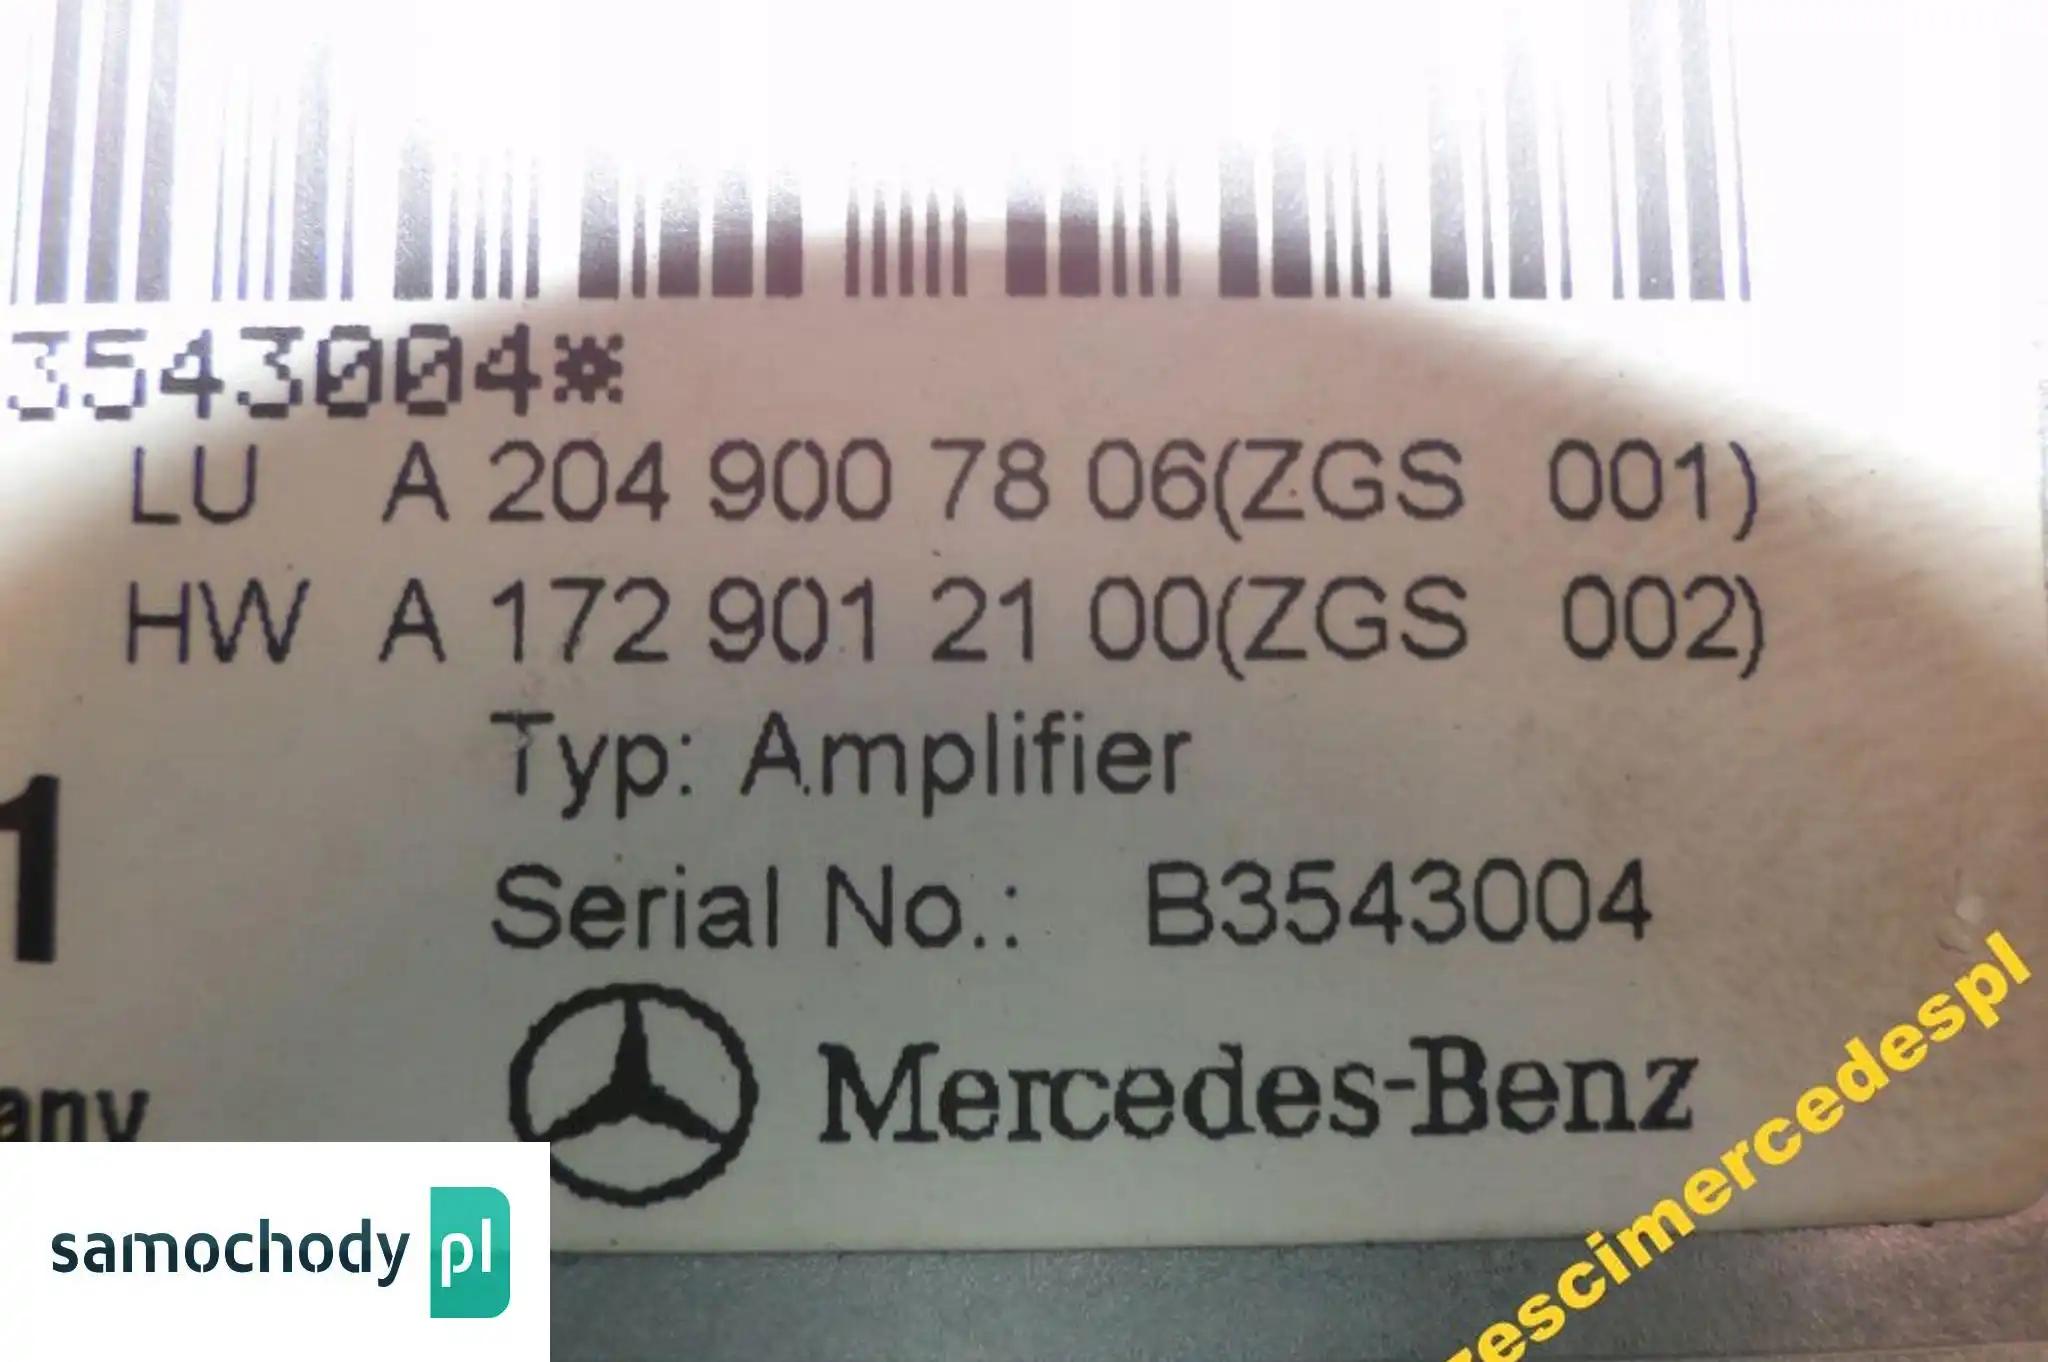 3543004*
LU A 204 900 78 06(ZGS 001)
HW A 172 901 21 00(ZGS 002)
Typ: Amplifier
1
Serial No.: B3543004
Mercedes-Benz
any
zescimercedespl
samochody pl